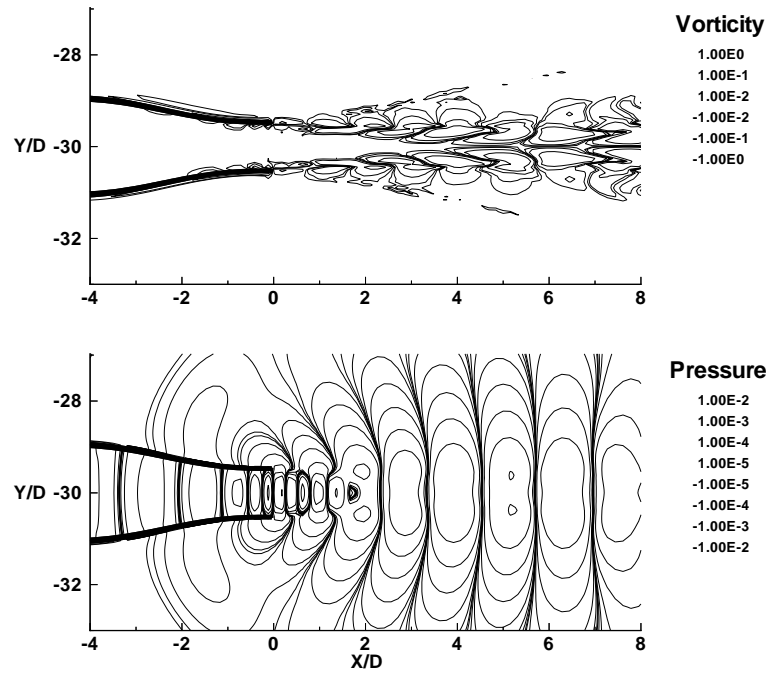 Vorticity
1.00E0
1.00E-1
1.00E-2
-1.00E-2
-1.00E-1
-1.00E0
-28
Y/D
-30
-32
-4 -2 0 2 4 6 8
Pressure
1.00E-2
1.00E-3
1.00E-4
1.00E-5
-1.00E-5
-1.00E-4
-1.00E-3
-1.00E-2
-28
Y/D
-30
-32
-4 -2 0 2 4 6 8
X/D